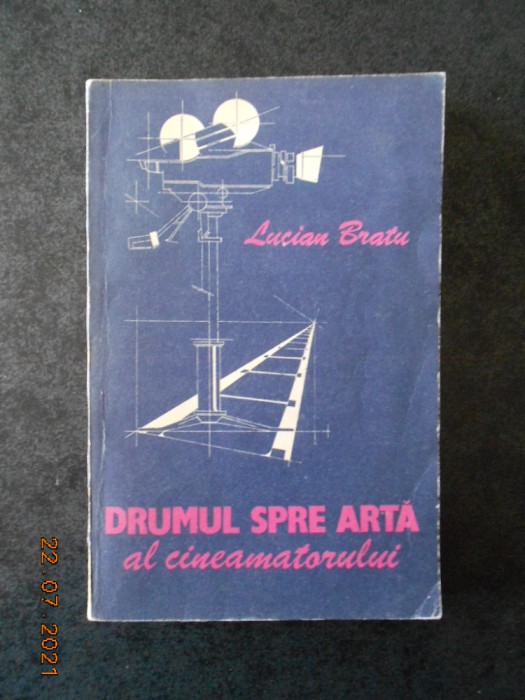 Lucian Bratu
DRUMUL SPRE ARTĂ
al cineamatorului
22.07.2021